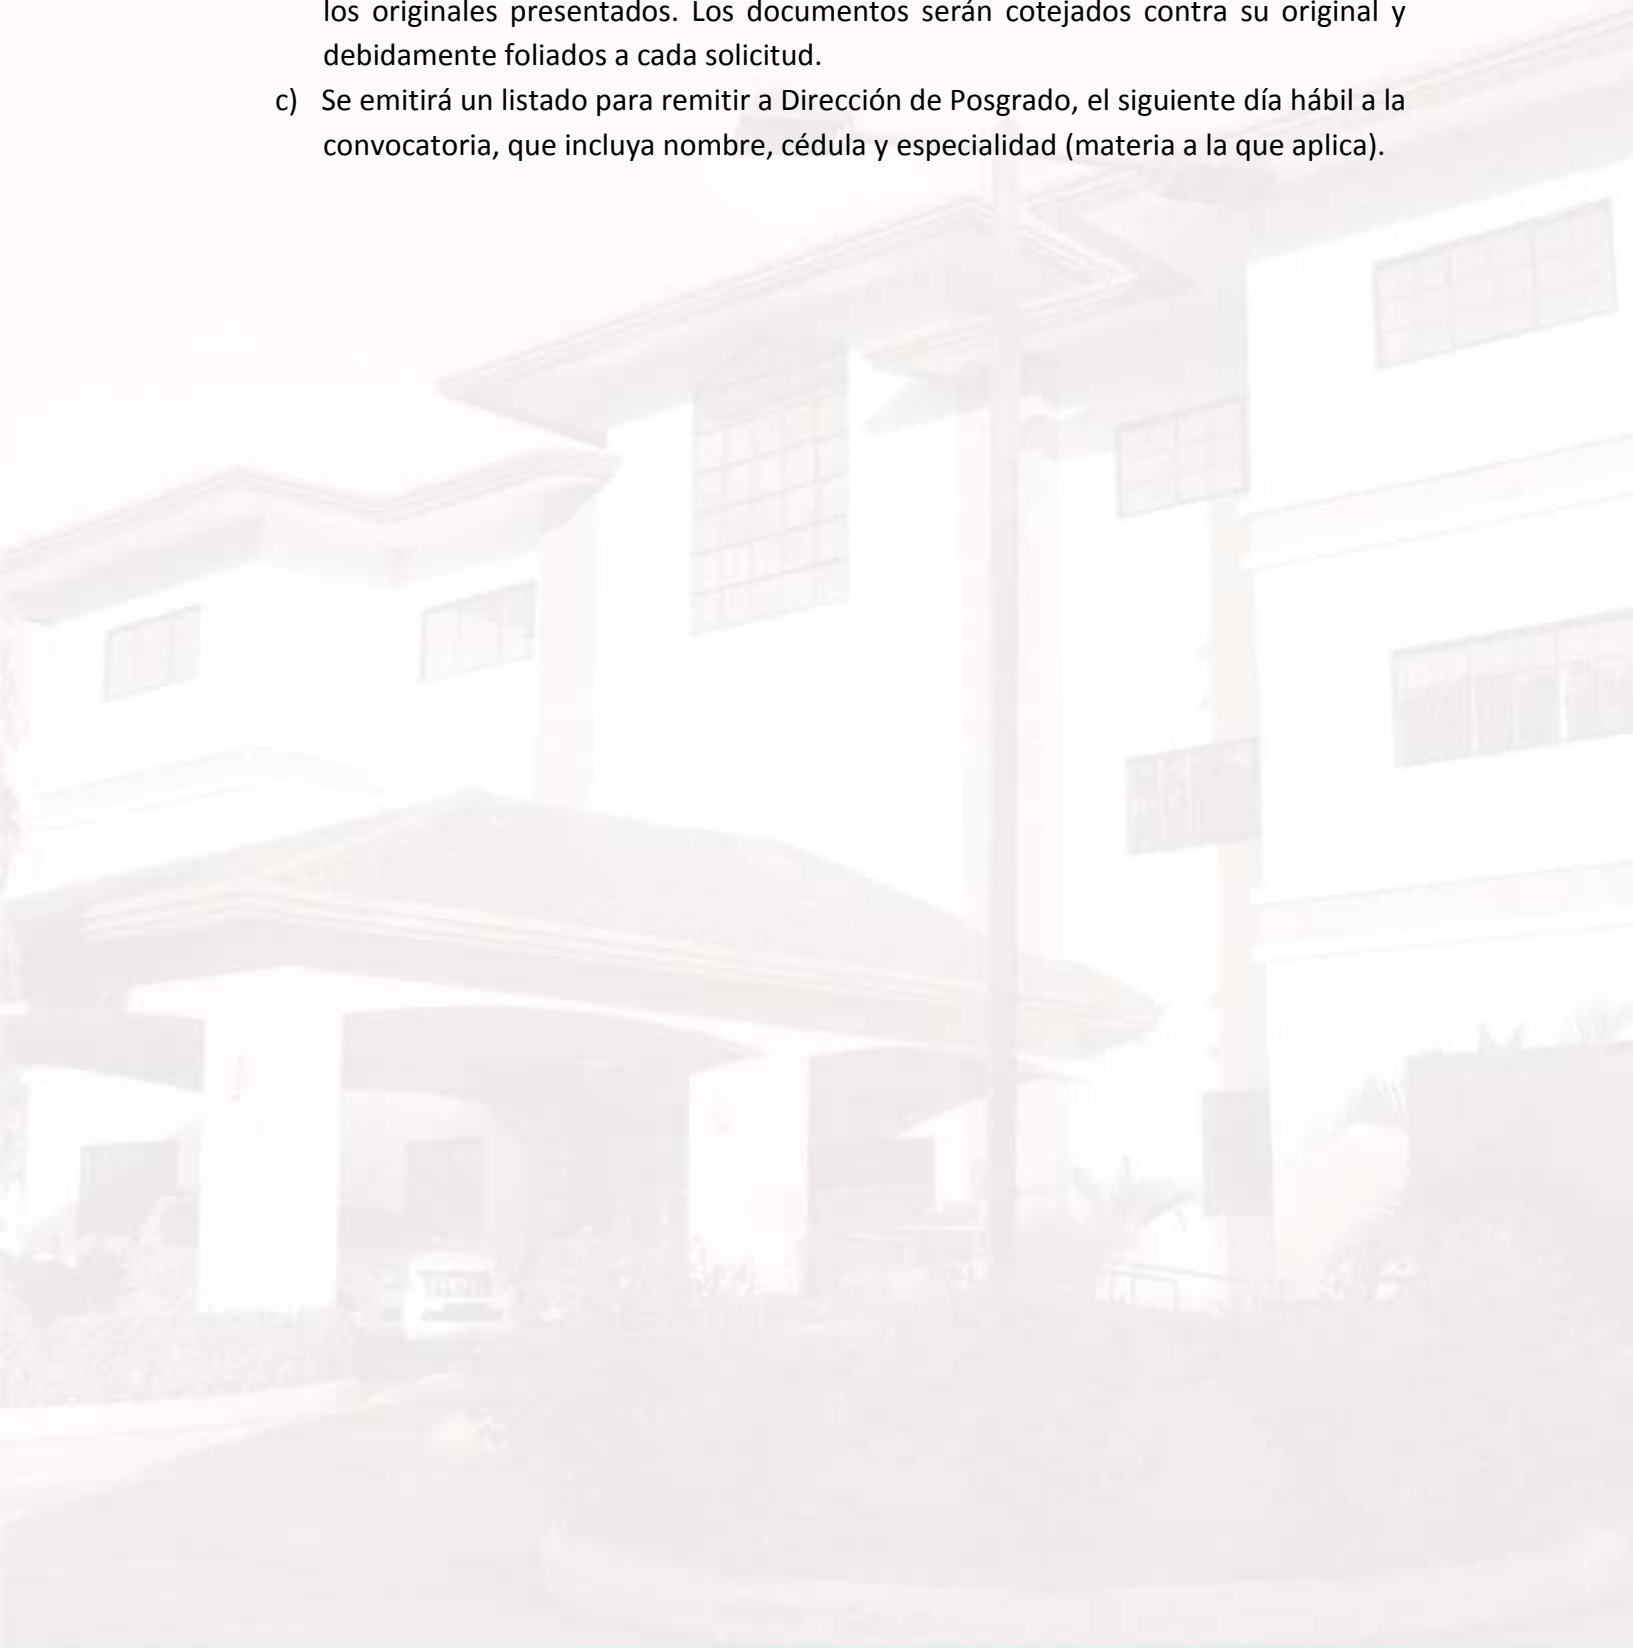 los originales presentados. Los documentos serán cotejados contra su original y
debidamente foliados a cada solicitud.
c) Se emitirá un listado para remitir a Dirección de Posgrado, el siguiente día hábil a la
convocatoria, que incluya nombre, cédula y especialidad (materia a la que aplica).